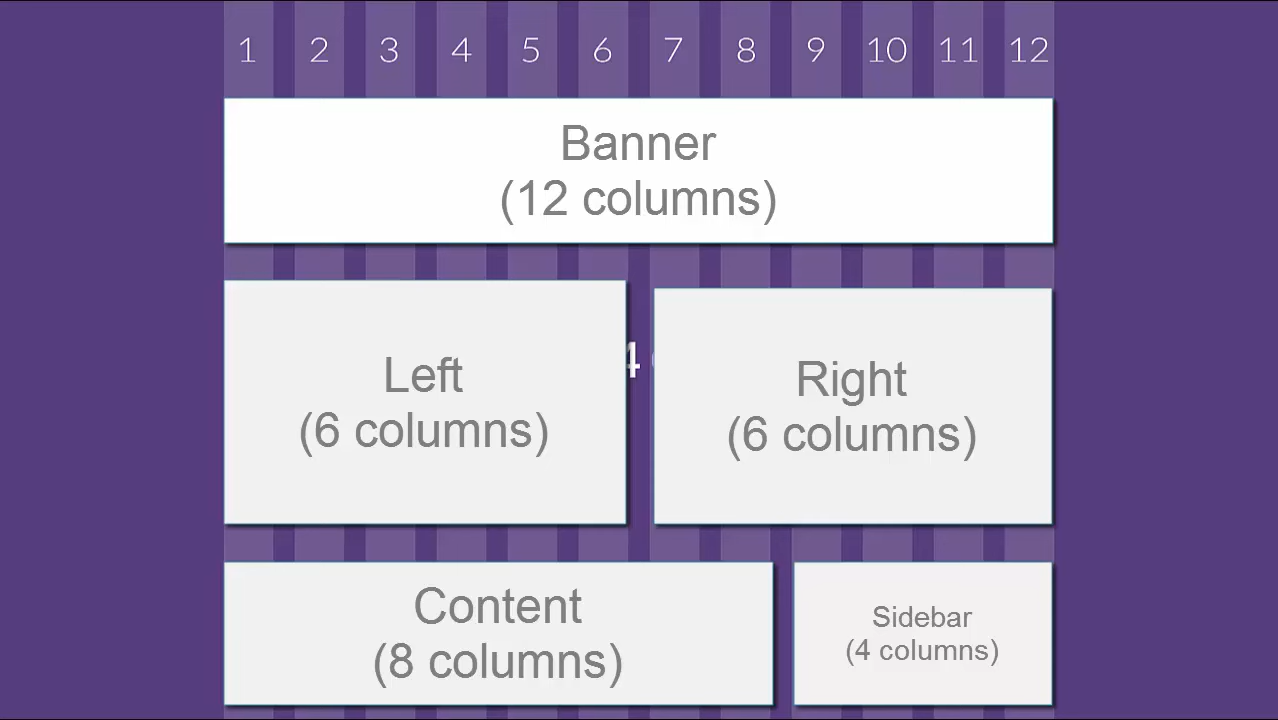 1 2 3 4 5 6 7 8 9 10 11 12
Banner
(12 columns)
Left
(6 columns)
4
Right
(6 columns)
Content
(8 columns)
Sidebar
(4 columns)